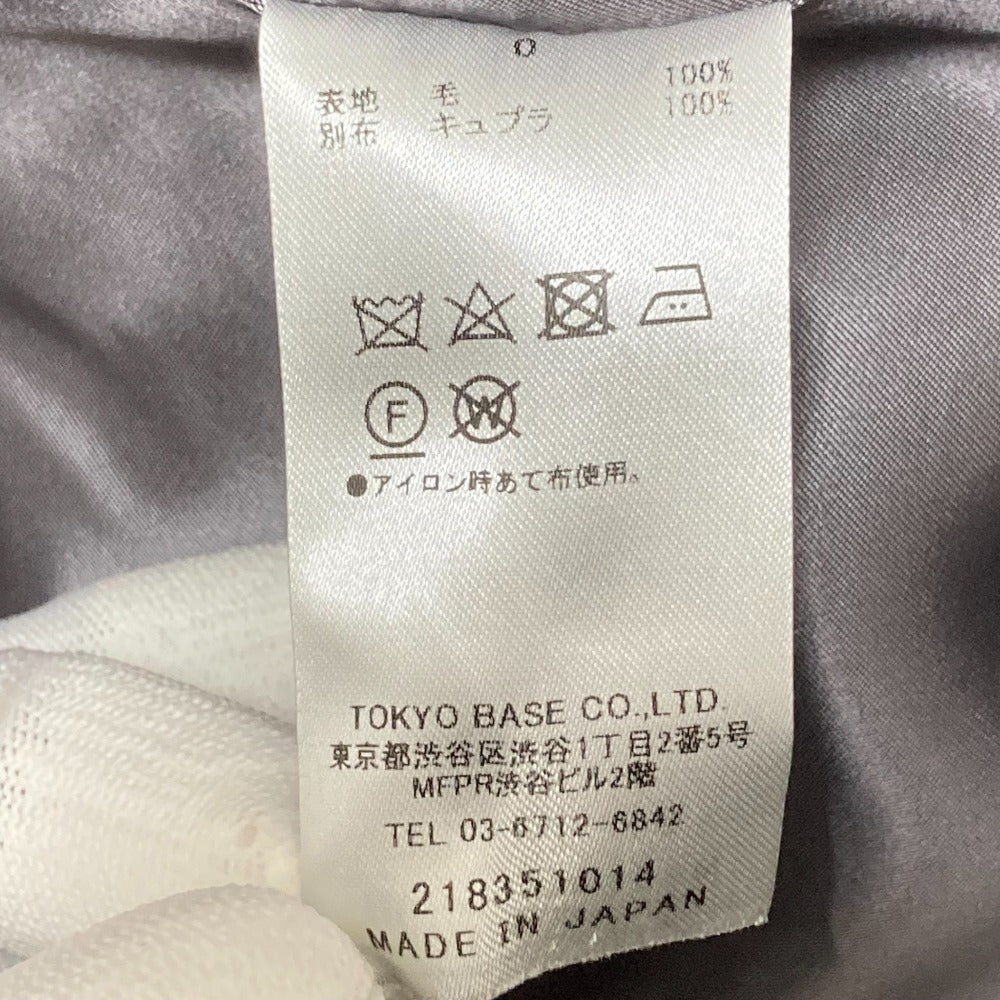 0
表地 毛 100%
別布 キュプラ 100%
F W
●アイロン時あて布使用。
TOKYO BASE CO.,LTD.
東京都渋谷区渋谷1丁目2番5号
MFPR渋谷ビル2階
TEL 03-6712-6842
218351014
MADE IN JAPAN